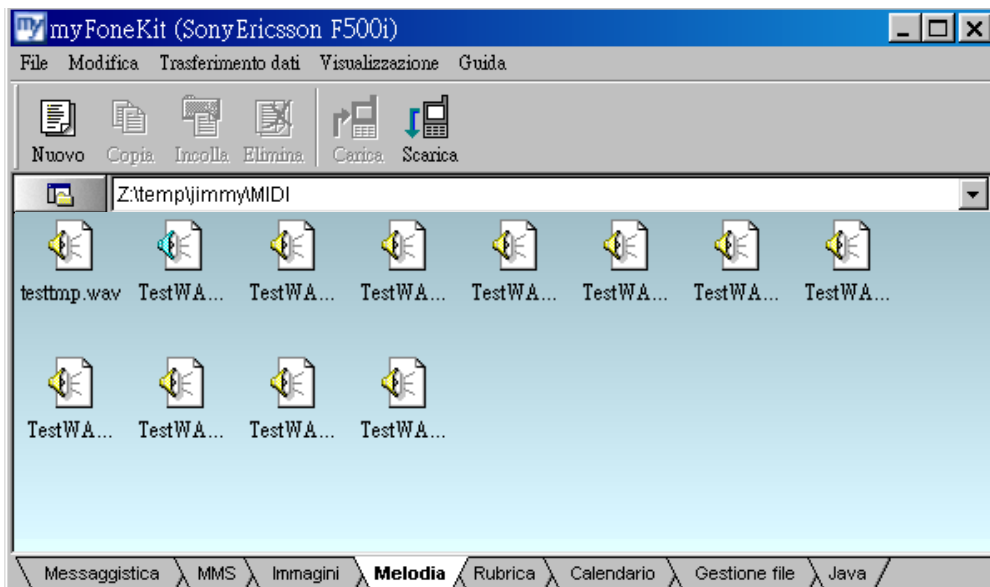 my myFoneKit (SonyEricsson F500i)
File Modifica Trasferimento dati Visualizzazione Guida
Nuovo Copia Incolla Elimina Carica Scarica
Z:\temp\jimmy\MIDI
testtmp.wav TestWA... TestWA... TestWA... TestWA... TestWA... TestWA... TestWA...
TestWA... TestWA... TestWA... TestWA...
Messaggistica MMS Immagini Melodia Rubrica Calendario Gestione file Java